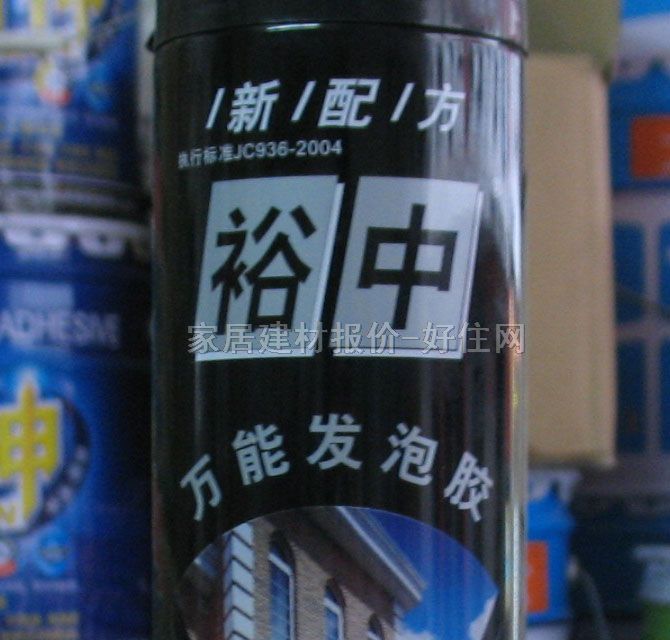 /新/配/方
执行标准JC936-2004
裕中
家居建材报价-好住网
万能发泡胶
ADHESIVE
神